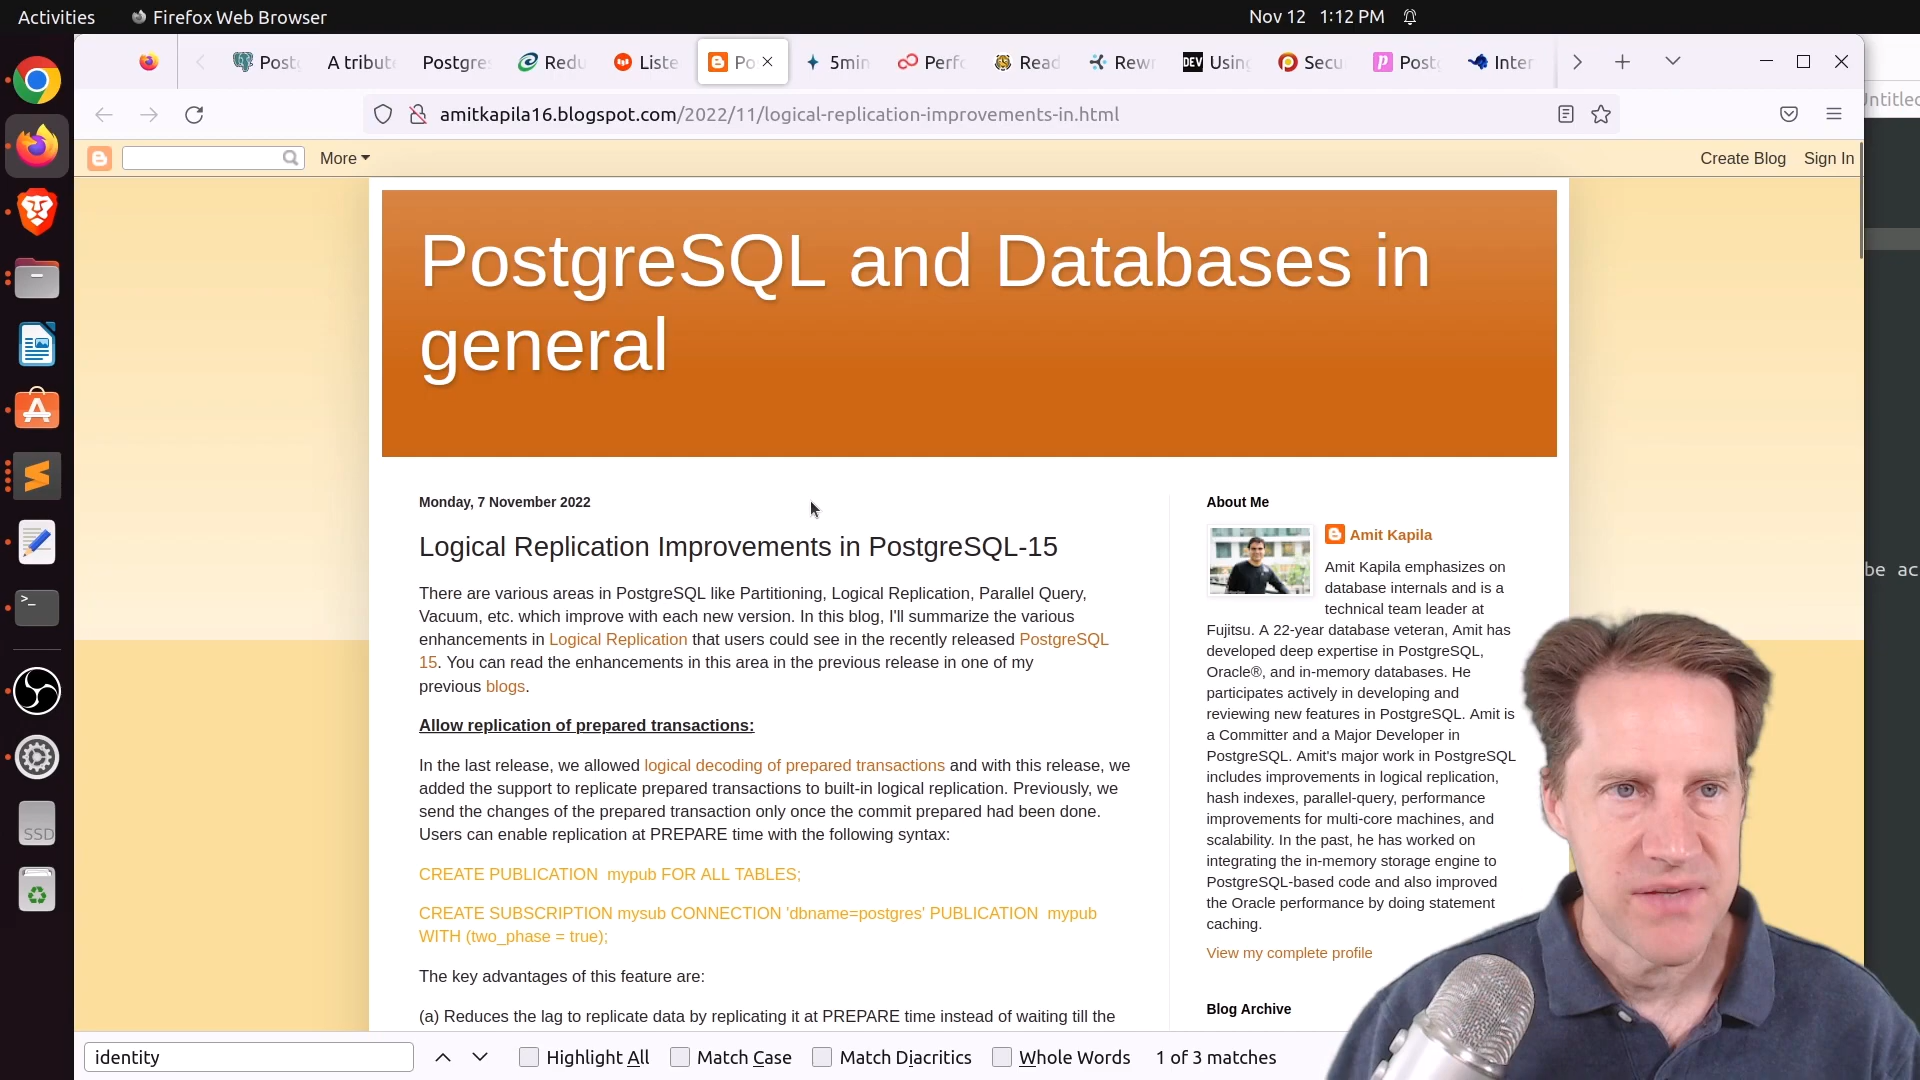 Activities
Firefox Web Browser
Nov 12 1:12 PM
Postg
A tribute
Postgres
Redu
Liste
Po
5min
Perfo
Read
Rewr
DEV Using
Secu
Postg
Inter
amitkapila16.blogspot.com/2022/11/logical-replication-improvements-in.html
Untitled
More
Create Blog
Sign In
PostgreSQL and Databases in
general
Monday, 7 November 2022
Logical Replication Improvements in PostgreSQL-15
There are various areas in PostgreSQL like Partitioning, Logical Replication, Parallel Query,
Vacuum, etc. which improve with each new version. In this blog, I'll summarize the various
enhancements in Logical Replication that users could see in the recently released PostgreSQL
15. You can read the enhancements in this area in the previous release in one of my
previous blogs.
Allow replication of prepared transactions:
In the last release, we allowed logical decoding of prepared transactions and with this release, we
added the support to replicate prepared transactions to built-in logical replication. Previously, we
send the changes of the prepared transaction only once the commit prepared had been done.
Users can enable replication at PREPARE time with the following syntax:
CREATE PUBLICATION mypub FOR ALL TABLES;
CREATE SUBSCRIPTION mysub CONNECTION 'dbname=postgres' PUBLICATION mypub
WITH (two_phase = true);
The key advantages of this feature are:
(a) Reduces the lag to replicate data by replicating it at PREPARE time instead of waiting till the
About Me
Amit Kapila
Amit Kapila emphasizes on
database internals and is a
technical team leader at
Fujitsu. A 22-year database veteran, Amit has
developed deep expertise in PostgreSQL,
Oracle®, and in-memory databases. He
participates actively in developing and
reviewing new features in PostgreSQL. Amit is
a Committer and a Major Developer in
PostgreSQL. Amit's major work in PostgreSQL
includes improvements in logical replication,
hash indexes, parallel-query, performance
improvements for multi-core machines, and
scalability. In the past, he has worked on
integrating the in-memory storage engine to
PostgreSQL-based code and also improved
the Oracle performance by doing statement
caching.
View my complete profile
Blog Archive
be ac
SSD
identity
Highlight All
Match Case
Match Diacritics
Whole Words
1 of 3 matches